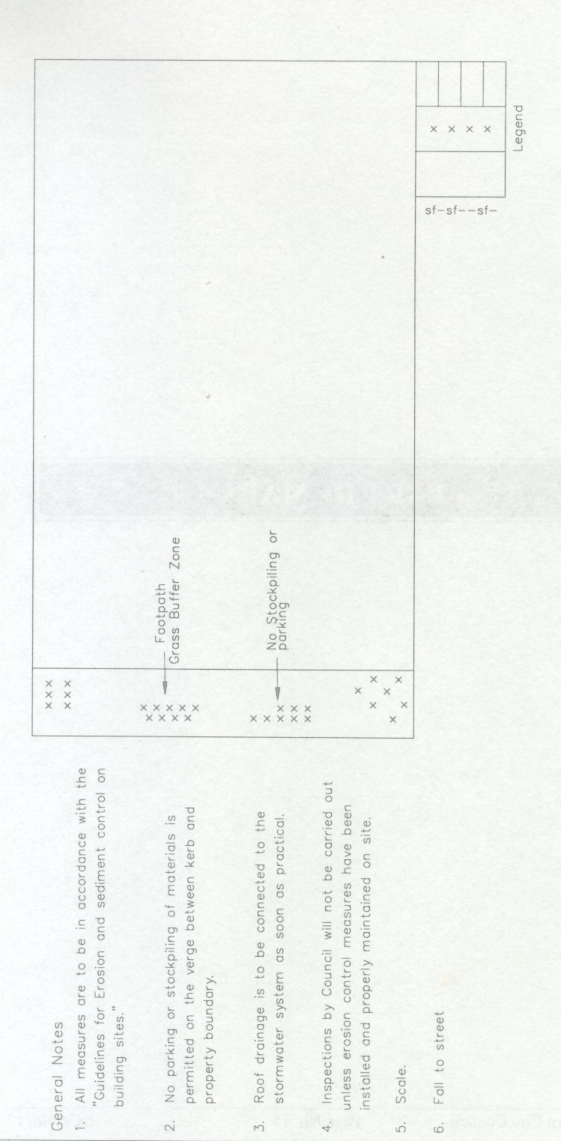 General Notes
1. All measures are to be in accordance with the
"Guidelines for Erosion and sediment control on
building sites."
2. No parking or stockpiling of materials is
permitted on the verge between kerb and
property boundary.
3. Roof drainage is to be connected to the
stormwater system as soon as practical.
4. Inspections by Council will not be carried out
unless erosion control measures have been
installed and properly maintained on site.
5. Scale.
6. Fall to street
x x x
x x x
Footpath
Grass Buffer Zone
x x x x x
x x x x
No Stockpiling or
parking
x x x x x
x x x
x x x
x x x
x
sf-sf--sf-
x x x x
Legend